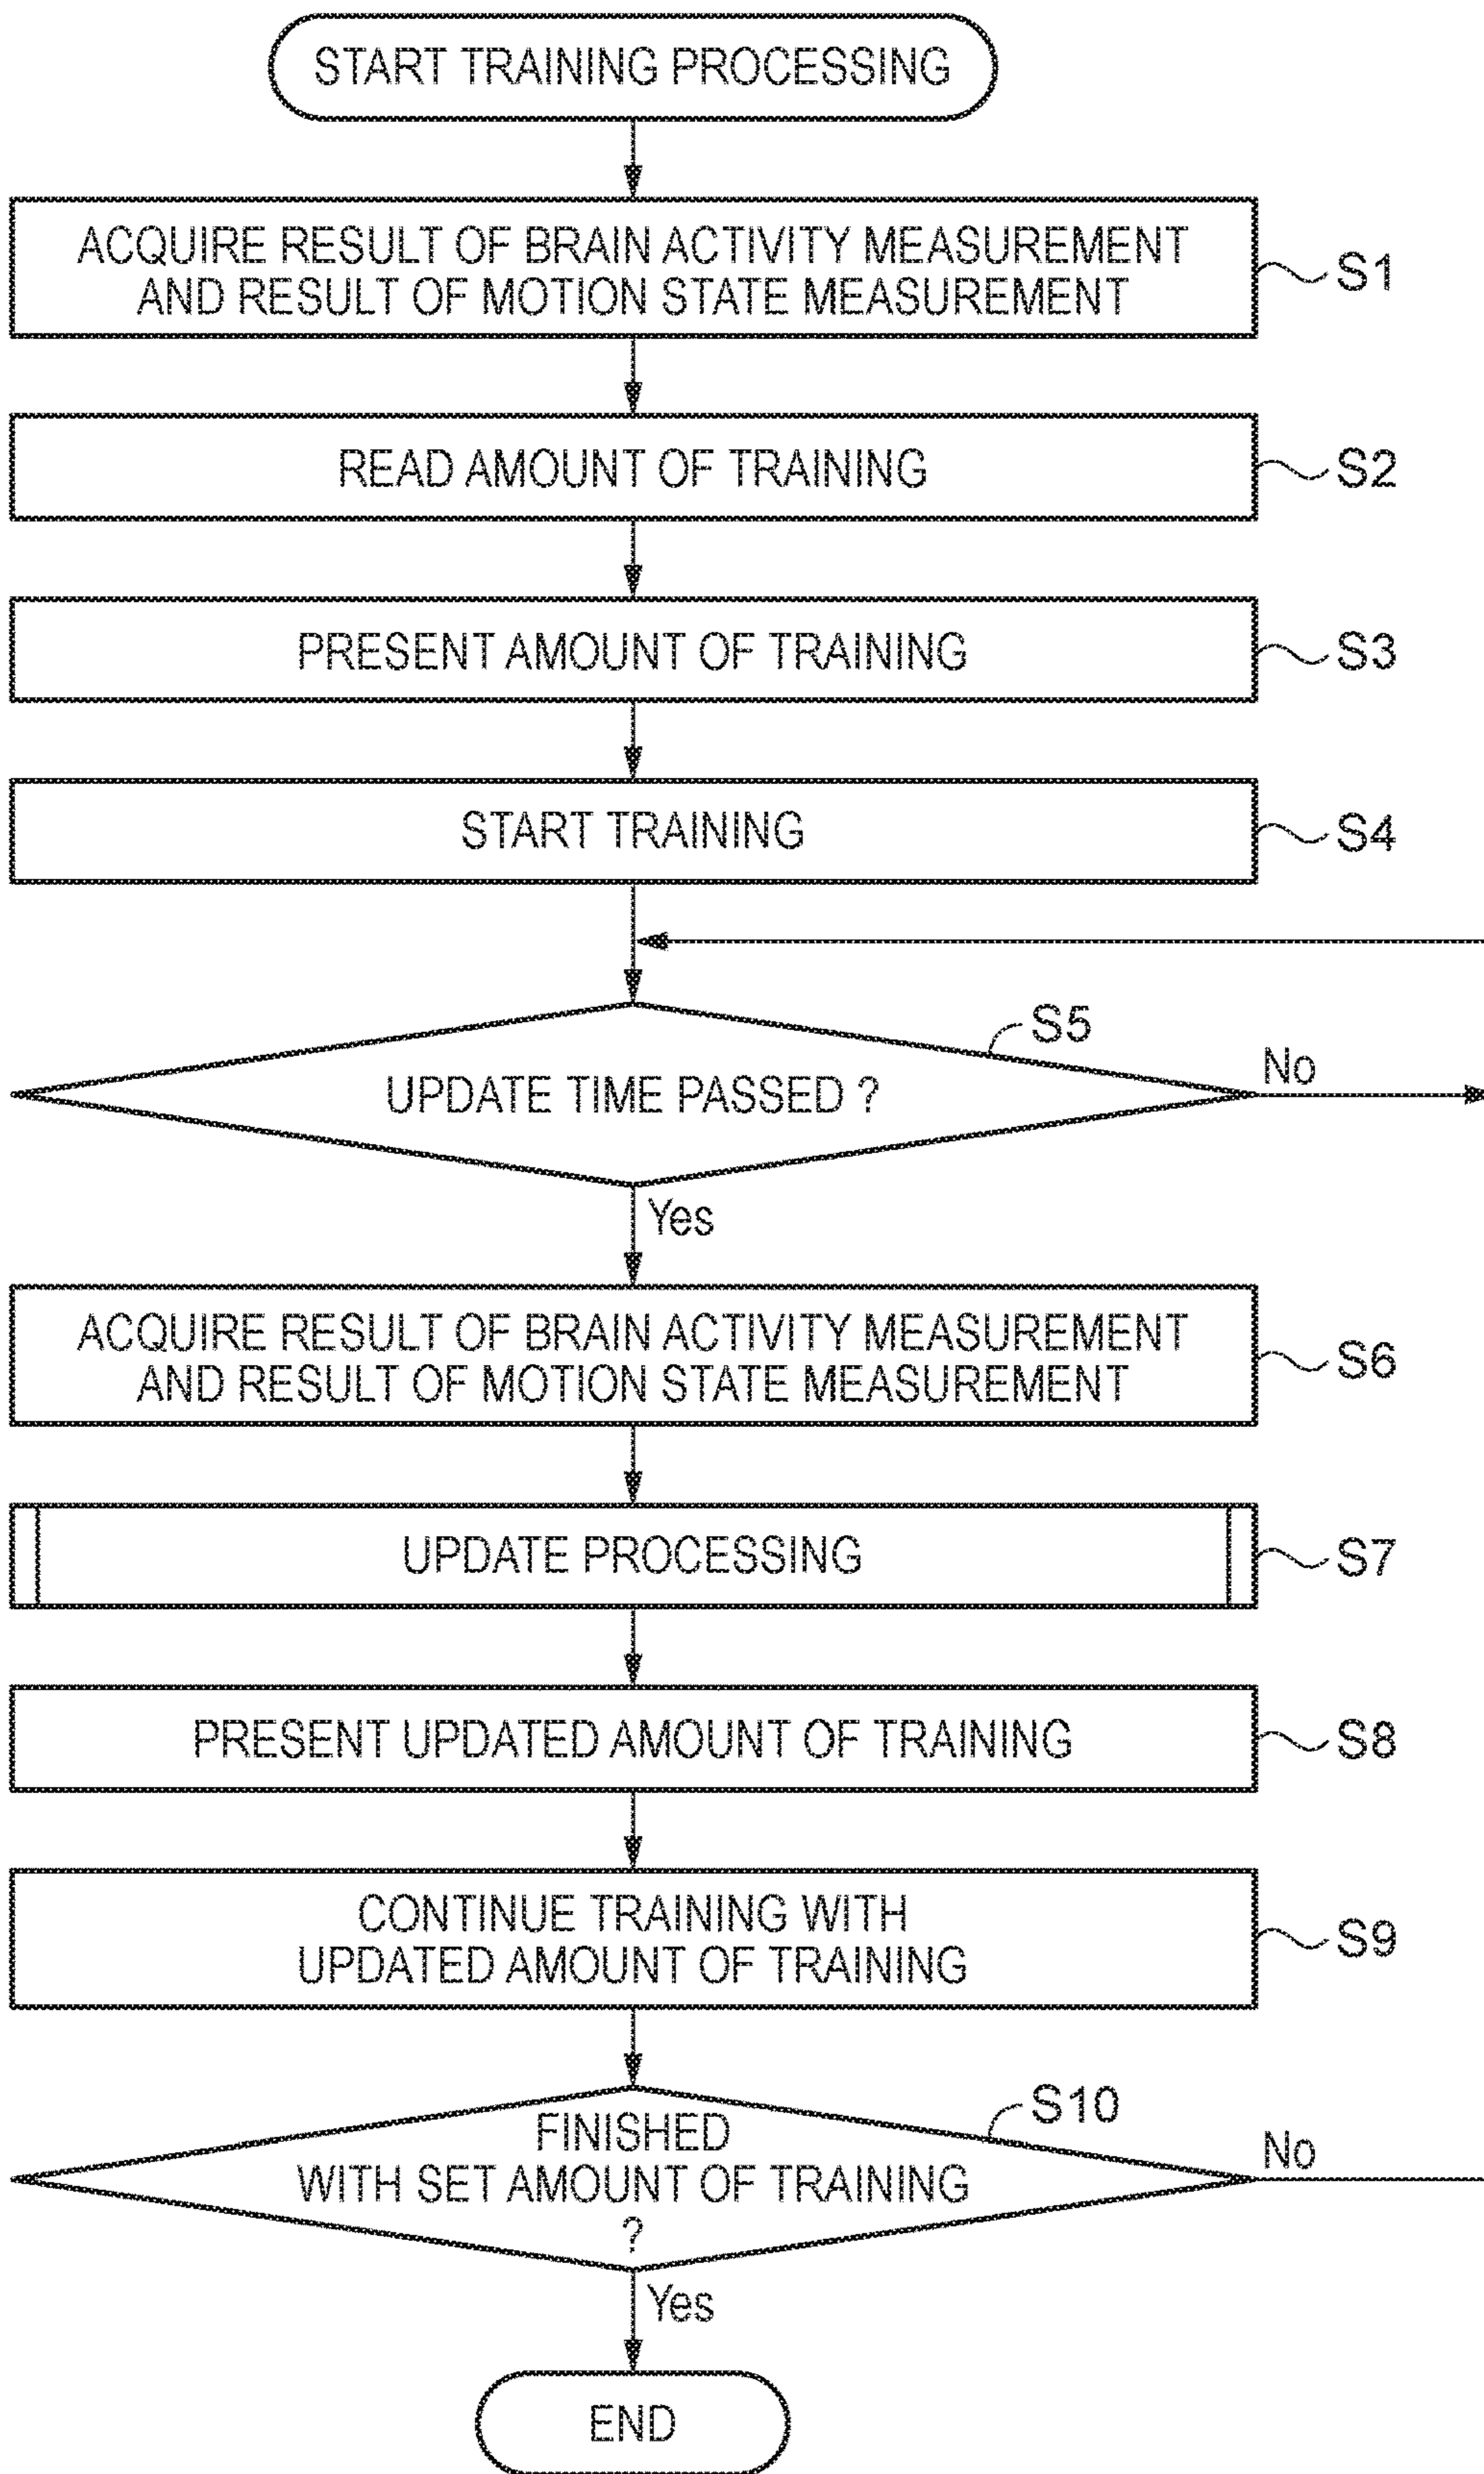 START TRAINING PROCESSING
ACQUIRE RESULT OF BRAIN ACTIVITY MEASUREMENT
AND RESULT OF MOTION STATE MEASUREMENT
S1
READ AMOUNT OF TRAINING
S2
PRESENT AMOUNT OF TRAINING
S3
START TRAINING
S4
S5
UPDATE TIME PASSED ?
No
Yes
ACQUIRE RESULT OF BRAIN ACTIVITY MEASUREMENT
AND RESULT OF MOTION STATE MEASUREMENT
S6
UPDATE PROCESSING
S7
PRESENT UPDATED AMOUNT OF TRAINING
S8
CONTINUE TRAINING WITH
UPDATED AMOUNT OF TRAINING
S9
S10
FINISHED
WITH SET AMOUNT OF TRAINING
?
No
Yes
END